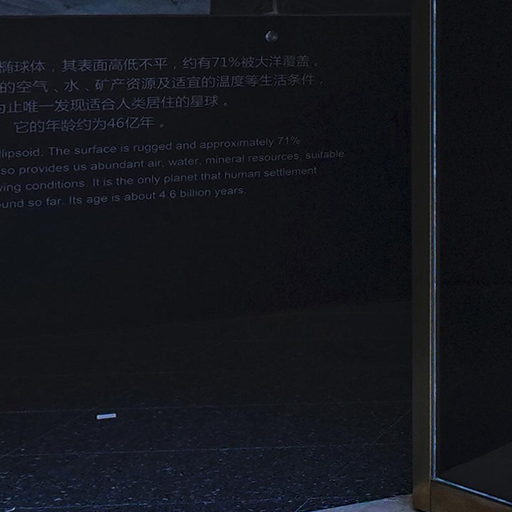 椭球体，其表面高低不平，约有71%被大洋覆盖。
的空气、水、矿产资源及适宜的温度等生活条件，
为止唯一发现适合人类居住的星球。
它的年龄约为46亿年。
llipsoid. The surface is rugged and approximately 71%
so provides us abundant air, water, mineral resources, suitable
ving conditions. It is the only planet that human settlement
und so far. Its age is about 4.6 billion years.